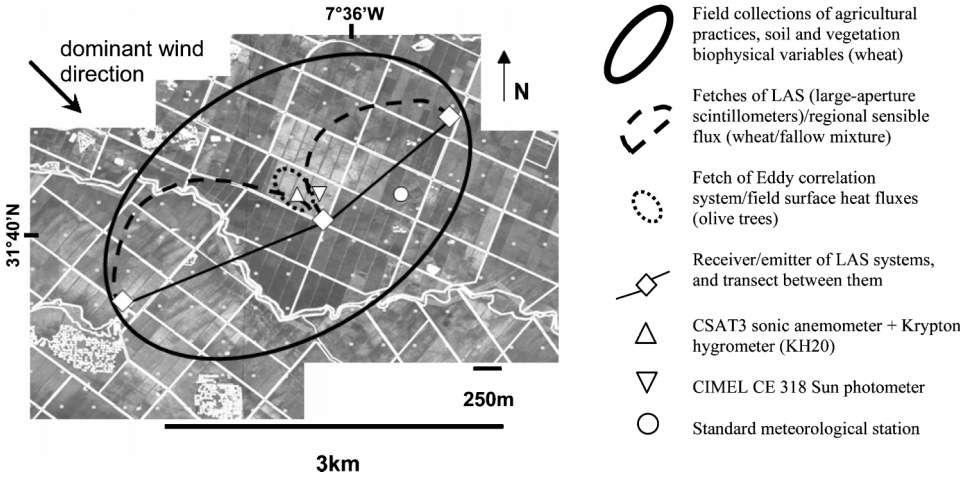 7°36’W
dominant wind
direction
N
31°40’N
250m
3km
Field collections of agricultural
practices, soil and vegetation
biophysical variables (wheat)
Fetches of LAS (large-aperture
scintillometers)/regional sensible
flux (wheat/fallow mixture)
Fetch of Eddy correlation
system/field surface heat fluxes
(olive trees)
Receiver/emitter of LAS systems,
and transect between them
CSAT3 sonic anemometer + Krypton
hygrometer (KH20)
CIMEL CE 318 Sun photometer
Standard meteorological station